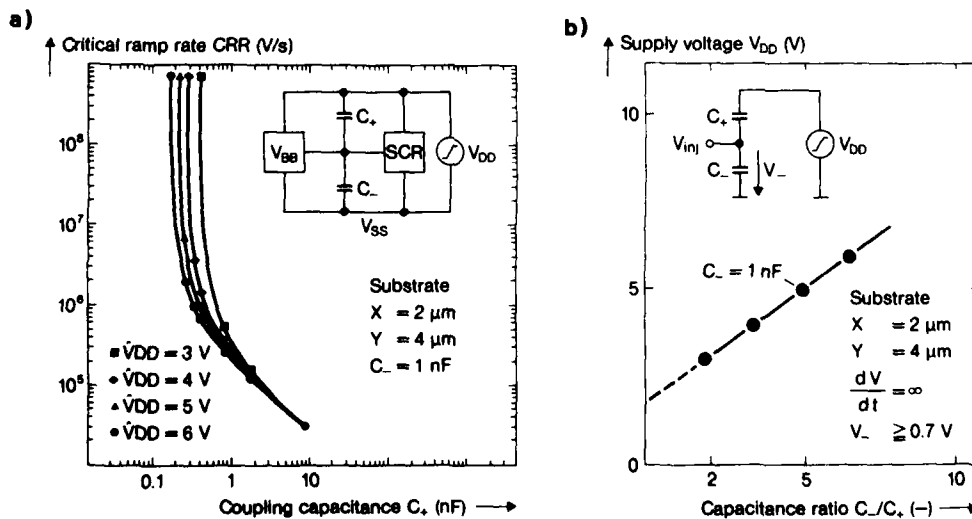 a)
Critical ramp rate CRR (V/s)
10⁸
10⁷
10⁶
10⁵
V_BB
C₊
C₋
SCR
V_DD
V_SS
Substrate
X = 2 µm
Y = 4 µm
C₋ = 1 nF
V̂DD = 3 V
V̂DD = 4 V
V̂DD = 5 V
V̂DD = 6 V
0.1
1
10
Coupling capacitance C₊ (nF)
b)
Supply voltage V_DD (V)
10
5
0
C₊
V_inj
C₋
V₋
V_DD
C₋ = 1 nF
Substrate
X = 2 µm
Y = 4 µm
dV
dt
= ∞
V₋ ≧ 0.7 V
2
5
10
Capacitance ratio C₋/C₊ (–)